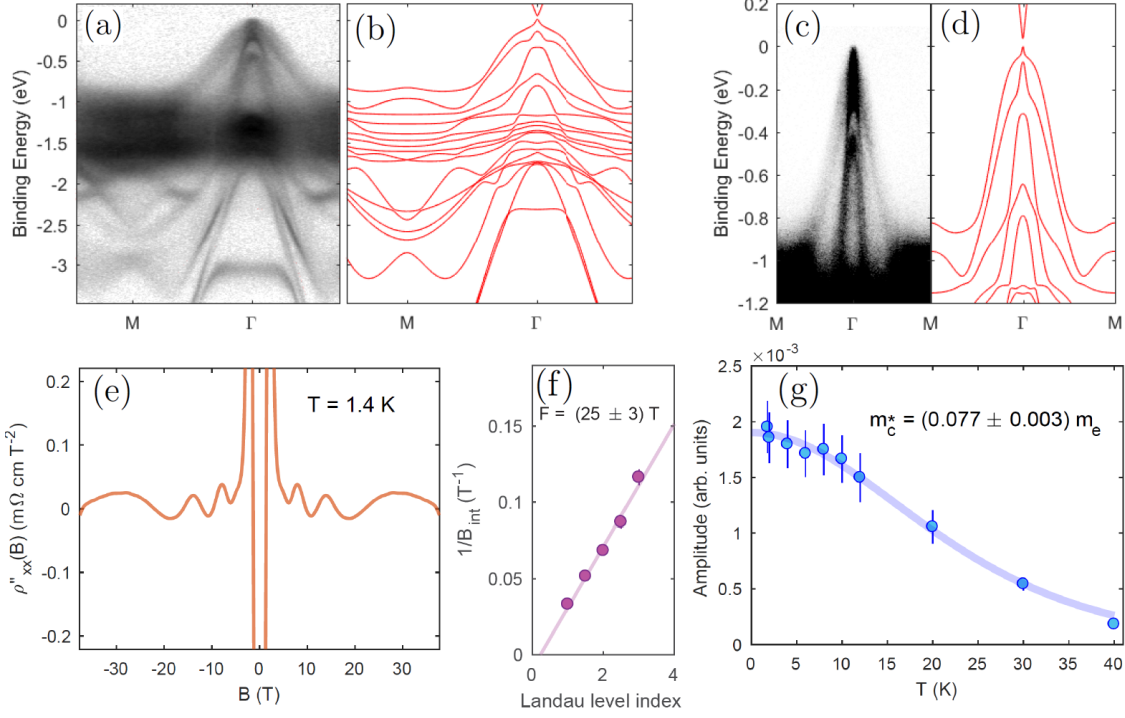 (a)
Binding Energy (eV)
0
-0.5
-1
-1.5
-2
-2.5
-3
M
Γ
(b)
M
Γ
(c)
Binding Energy (eV)
0
-0.2
-0.4
-0.6
-0.8
-1
-1.2
M
Γ
M
(d)
Γ
M
(e)
T = 1.4 K
ρ"xx(B) (mΩ cm T-2)
0.2
0.1
0
-0.1
-0.2
-30
-20
-10
0
10
20
30
B (T)
(f)
F = (25 ± 3) T
1/Bint (T-1)
0.15
0.1
0.05
0
0
1
2
3
4
Landau level index
(g)
×10-3
m*c = (0.077 ± 0.003) me
Amplitude (arb. units)
2.5
2
1.5
1
0.5
0
0
5
10
15
20
25
30
35
40
T (K)